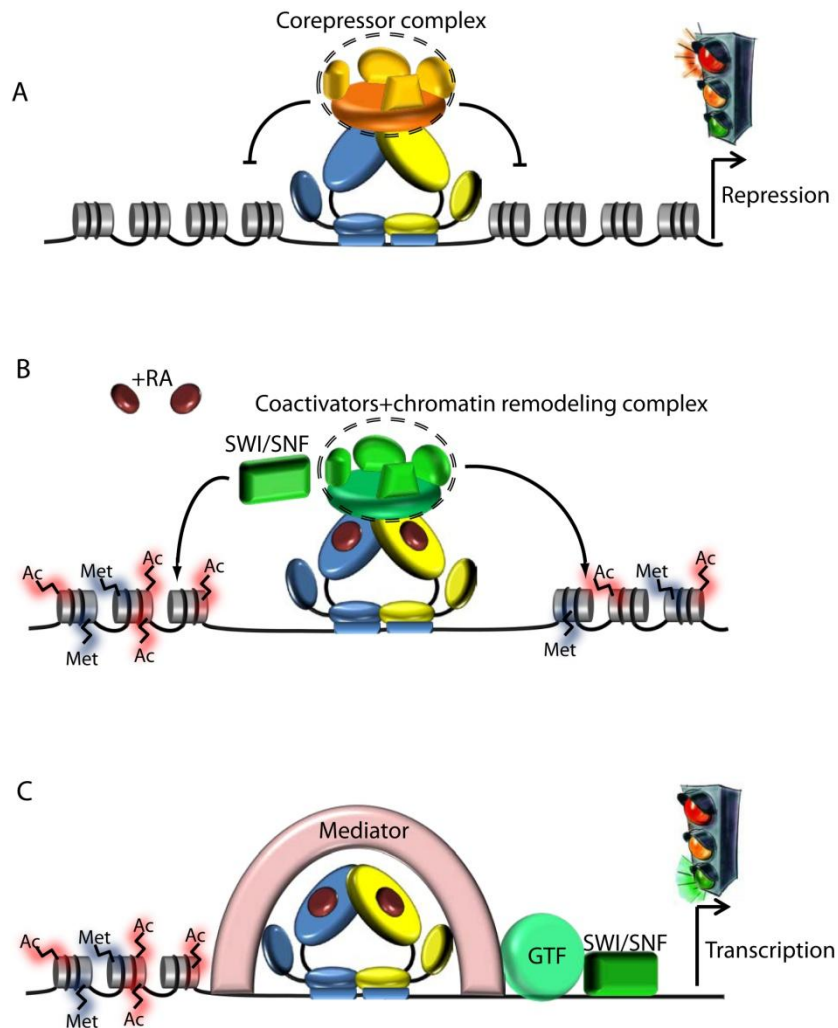 Corepressor complex
A
Repression
B
+RA
Coactivators+chromatin remodeling complex
SWI/SNF
Ac
Met
Ac
Ac
Met
Ac
Ac
Met
Ac
Met
C
Mediator
Ac
Met
Ac
Ac
GTF
SWI/SNF
Transcription
Met
Ac